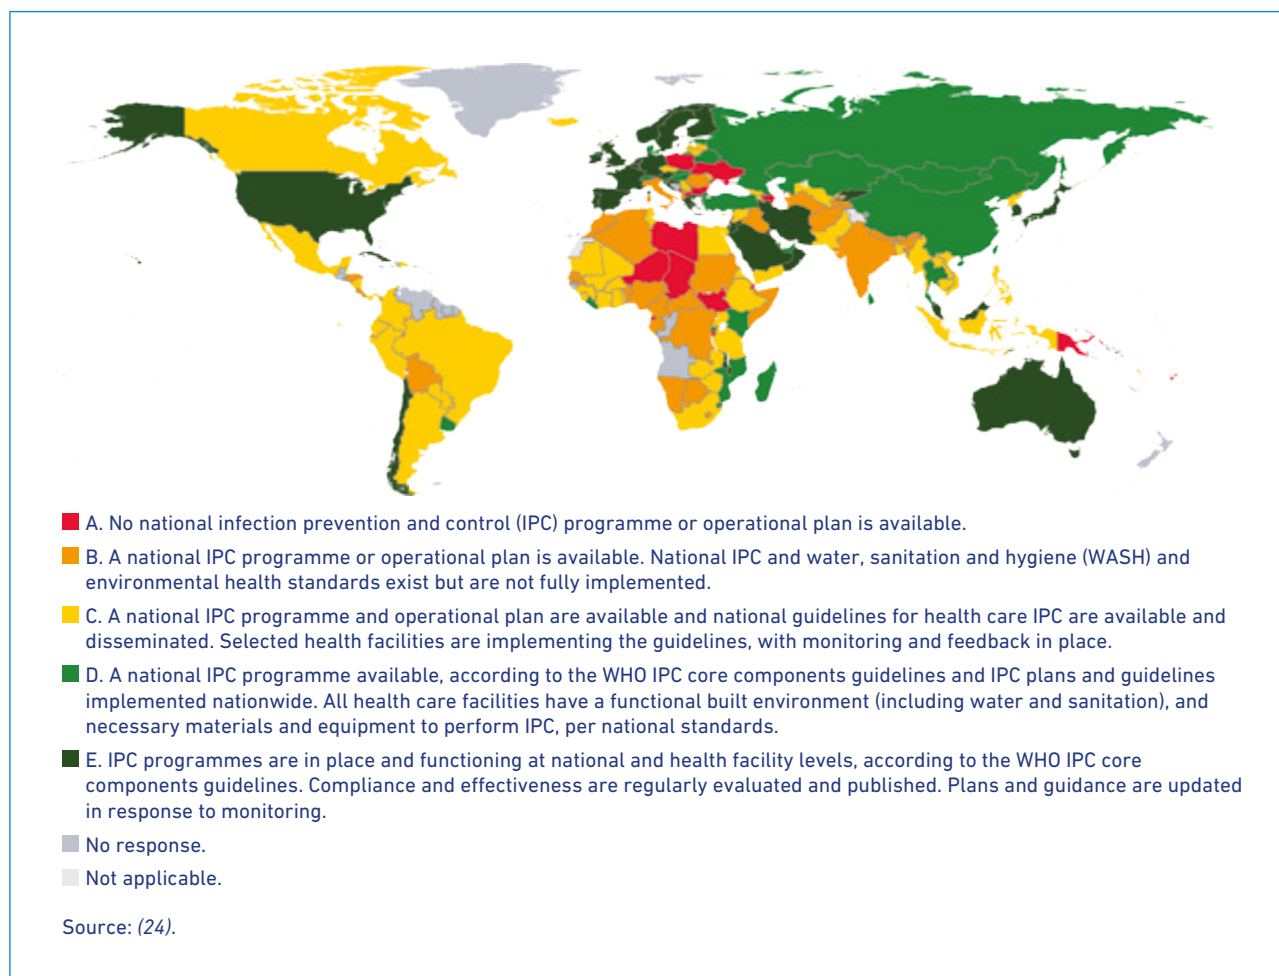 A. No national infection prevention and control (IPC) programme or operational plan is available.
B. A national IPC programme or operational plan is available. National IPC and water, sanitation and hygiene (WASH) and
environmental health standards exist but are not fully implemented.
C. A national IPC programme and operational plan are available and national guidelines for health care IPC are available and
disseminated. Selected health facilities are implementing the guidelines, with monitoring and feedback in place.
D. A national IPC programme available, according to the WHO IPC core components guidelines and IPC plans and guidelines
implemented nationwide. All health care facilities have a functional built environment (including water and sanitation), and
necessary materials and equipment to perform IPC, per national standards.
E. IPC programmes are in place and functioning at national and health facility levels, according to the WHO IPC core
components guidelines. Compliance and effectiveness are regularly evaluated and published. Plans and guidance are updated
in response to monitoring.
No response.
Not applicable.
Source: (24).